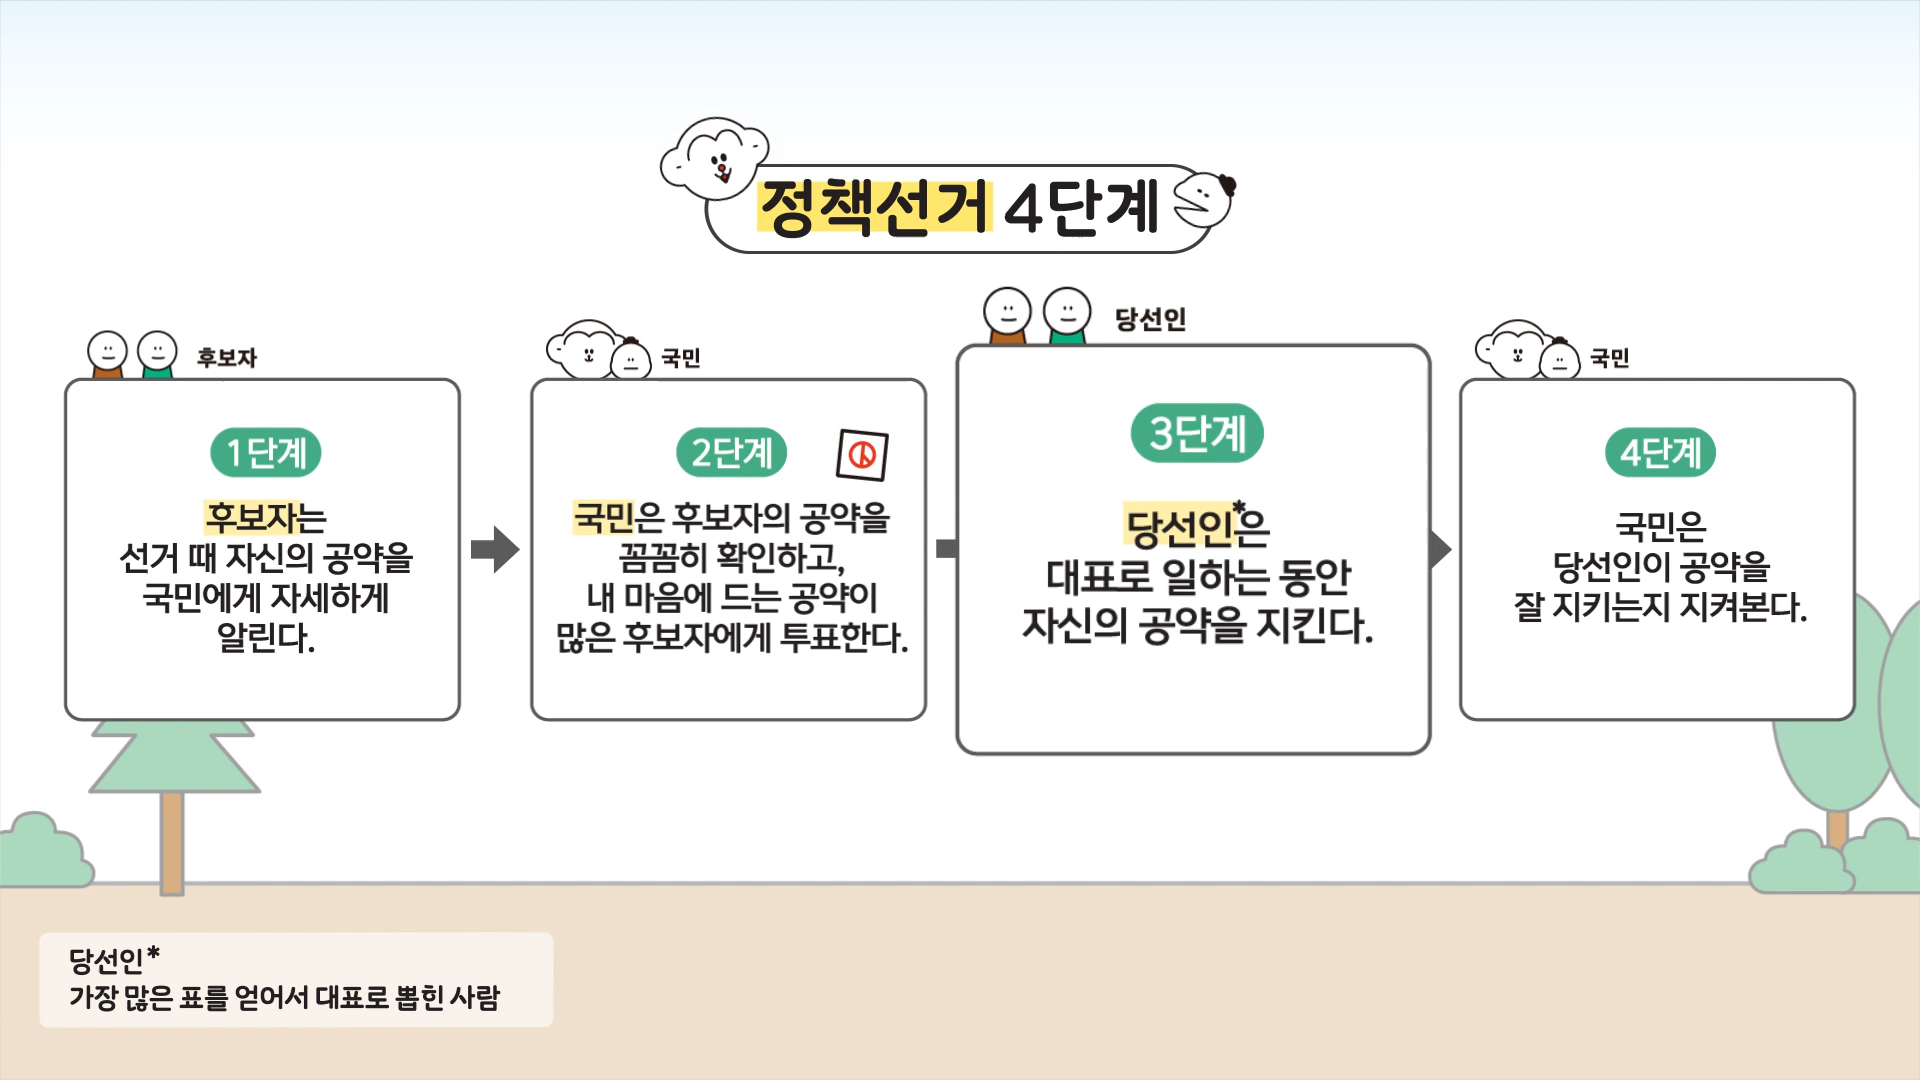 정책선거 4단계
후보자
1단계
후보자는
선거 때 자신의 공약을
국민에게 자세하게
알린다.
국민
2단계
국민은 후보자의 공약을
꼼꼼히 확인하고,
내 마음에 드는 공약이
많은 후보자에게 투표한다.
당선인
3단계
당선인*은
대표로 일하는 동안
자신의 공약을 지킨다.
국민
4단계
국민은
당선인이 공약을
잘 지키는지 지켜본다.
당선인*
가장 많은 표를 얻어서 대표로 뽑힌 사람